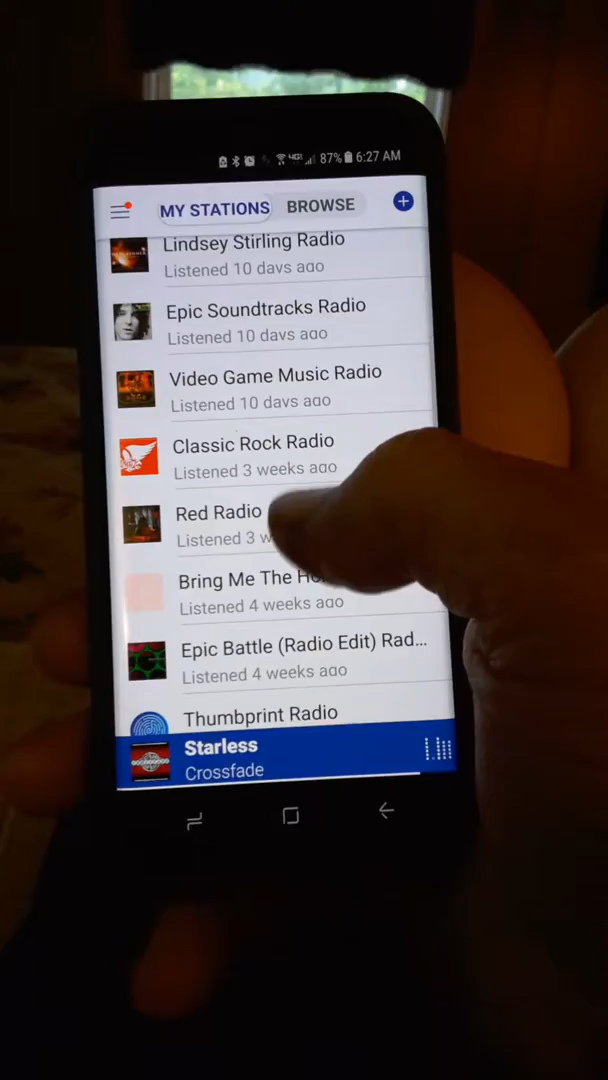 87% 6:27 AM
MY STATIONS BROWSE
Lindsey Stirling Radio
Listened 10 days ago
Epic Soundtracks Radio
Listened 10 days ago
Video Game Music Radio
Listened 10 days ago
Classic Rock Radio
Listened 3 weeks ago
Red Radio
Listened 3 w
Bring Me The Ho
Listened 4 weeks ago
Epic Battle (Radio Edit) Rad...
Listened 4 weeks ago
Thumbprint Radio
Starless
Crossfade